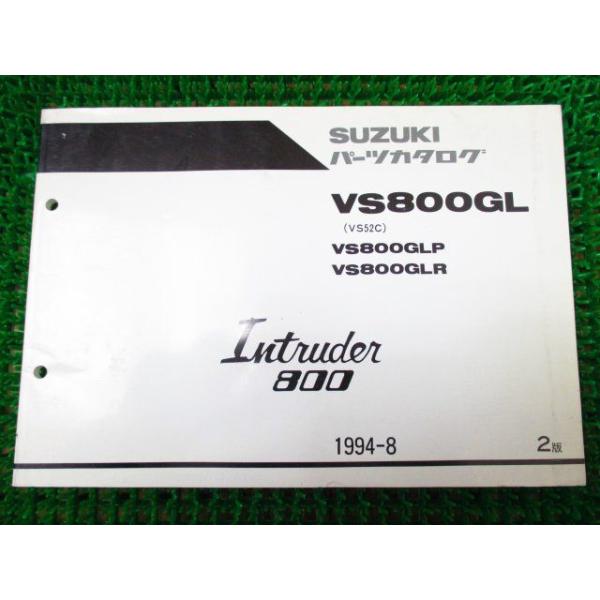 SUZUKI
パーツカタログ
VS800GL
(VS52C)
VS800GLP
VS800GLR
Intruder
800
1994-8
2版